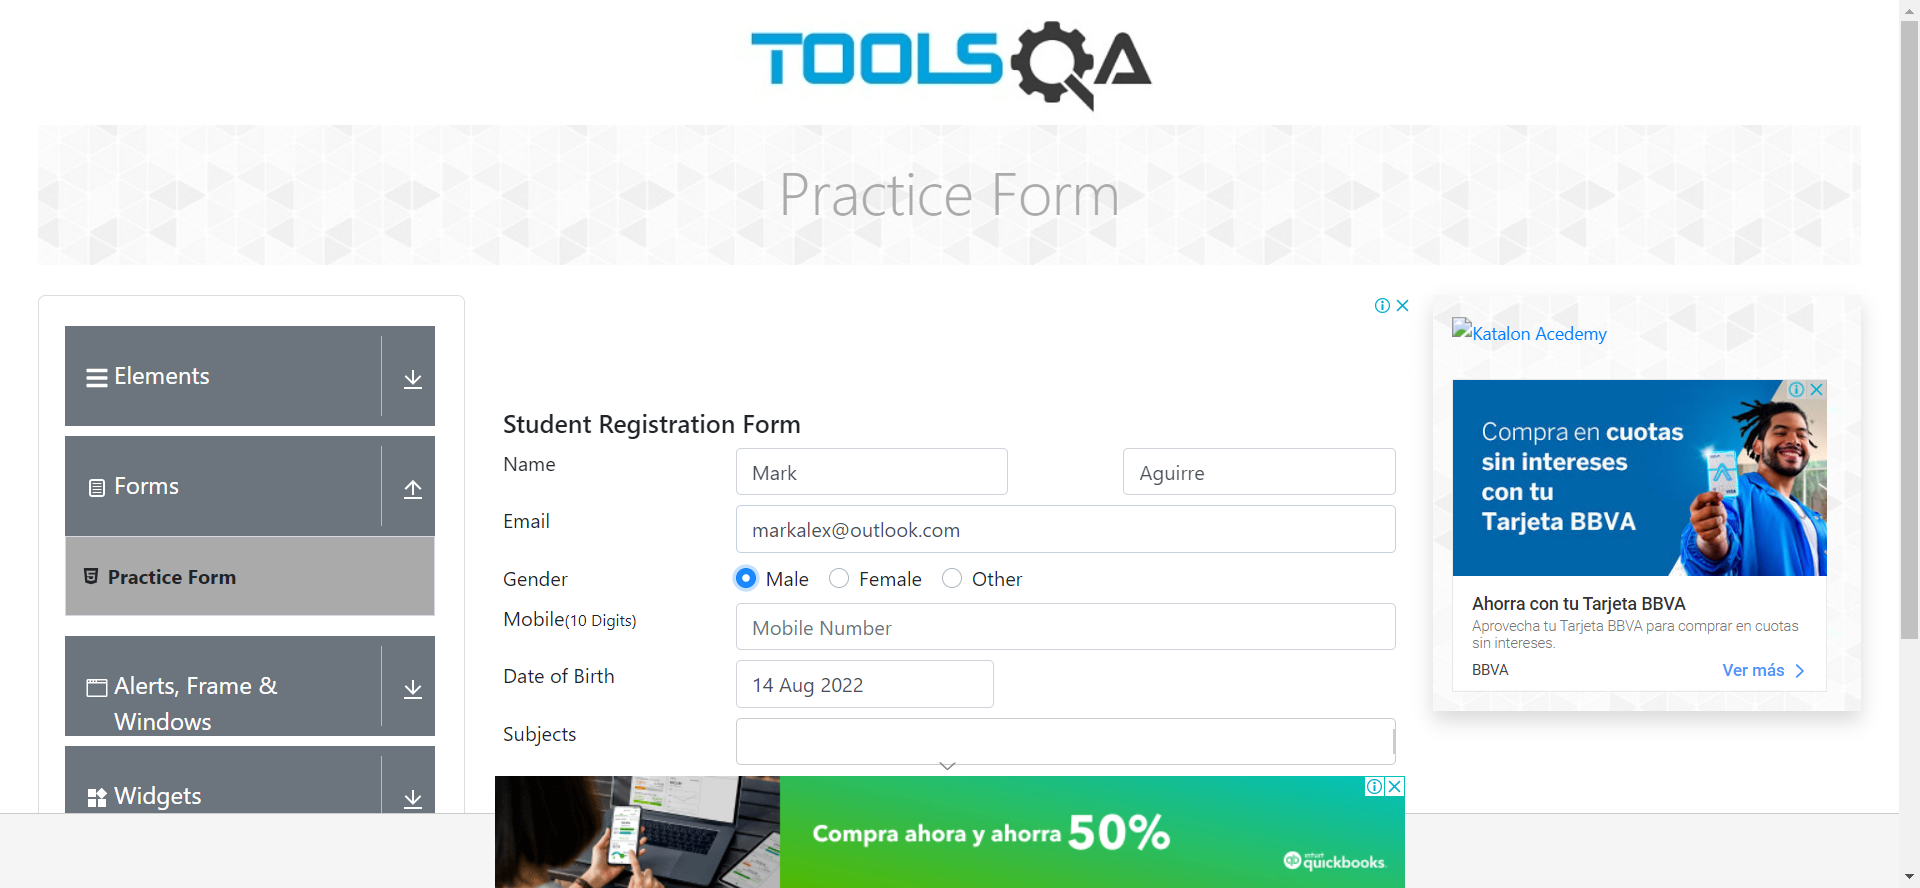 TOOLSQA
Practice Form
Elements
Forms
Practice Form
Alerts, Frame &
Windows
Widgets
Student Registration Form
Name
Mark
Aguirre
Email
markalex@outlook.com
Gender
Male
Female
Other
Mobile(10 Digits)
Mobile Number
Date of Birth
14 Aug 2022
Subjects
Compra ahora y ahorra 50%
intuit
quickbooks.
Katalon Acedemy
Compra en cuotas
sin intereses
con tu
Tarjeta BBVA
Ahorra con tu Tarjeta BBVA
Aprovecha tu Tarjeta BBVA para comprar en cuotas
sin intereses.
BBVA
Ver más